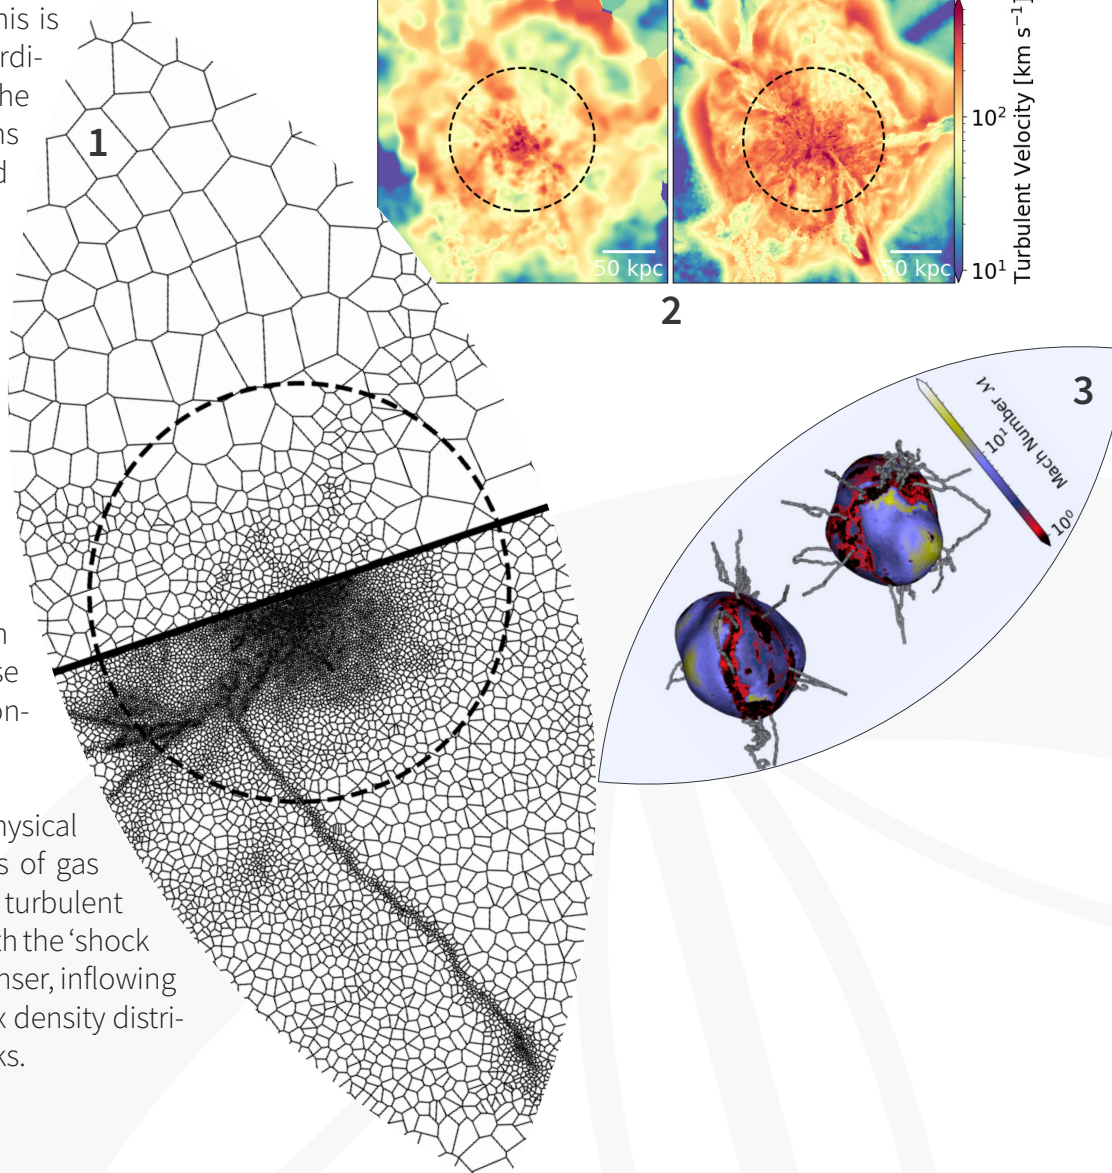 his is
rdi-
he
ns
d
n
se
on-
hysical
s of gas
turbulent
th the ‘shock
nser, inflowing
x density distri-
ks.
1
50 kpc
50 kpc
10²
10¹
Turbulent Velocity [km s⁻¹]
2
3
Mach Number M
10¹
10⁰